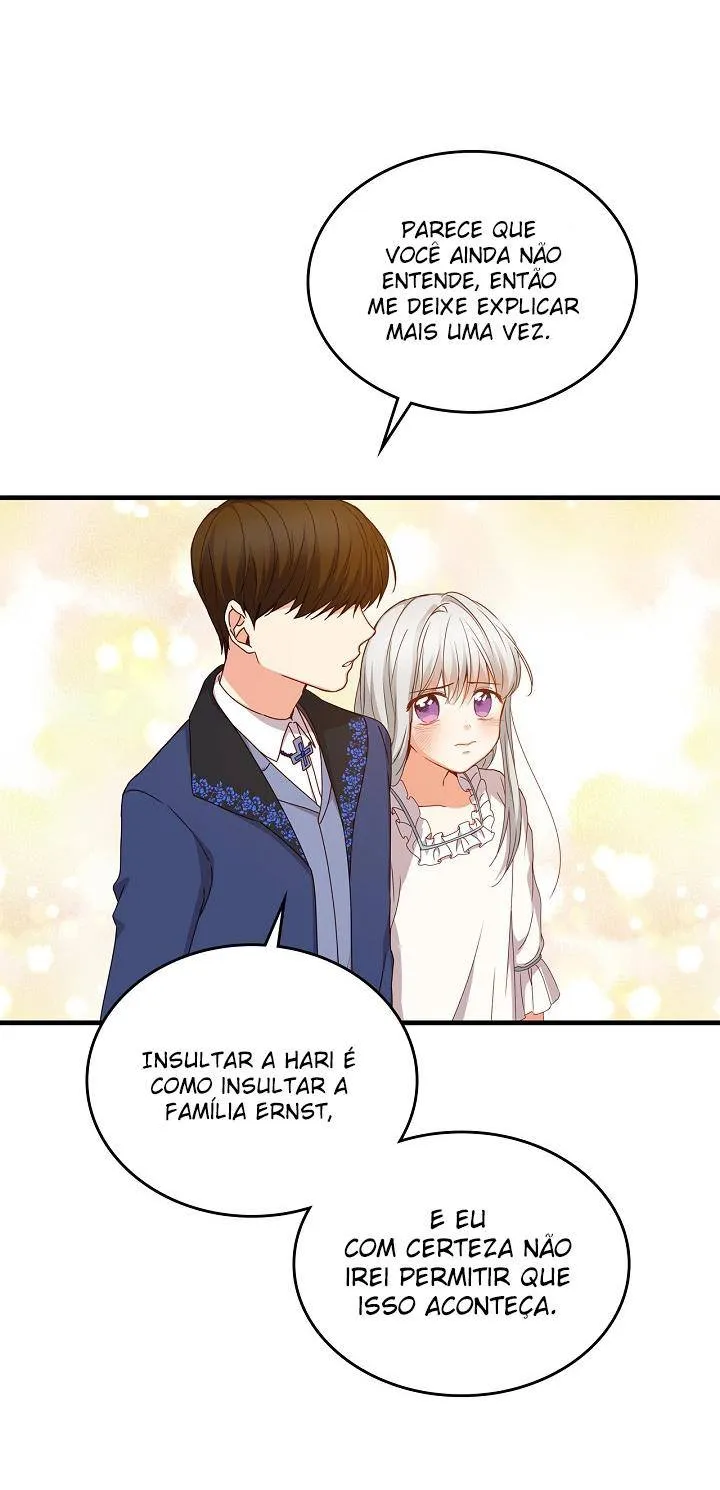 PARECE QUE
VOCÊ AINDA NÃO
ENTENDE, ENTÃO
ME DEIXE EXPLICAR
MAIS UMA VEZ.
INSULTAR A HARI É
COMO INSULTAR A
FAMÍLIA ERNST,
E EU
COM CERTEZA NÃO
IREI PERMITIR QUE
ISSO ACONTEÇA.